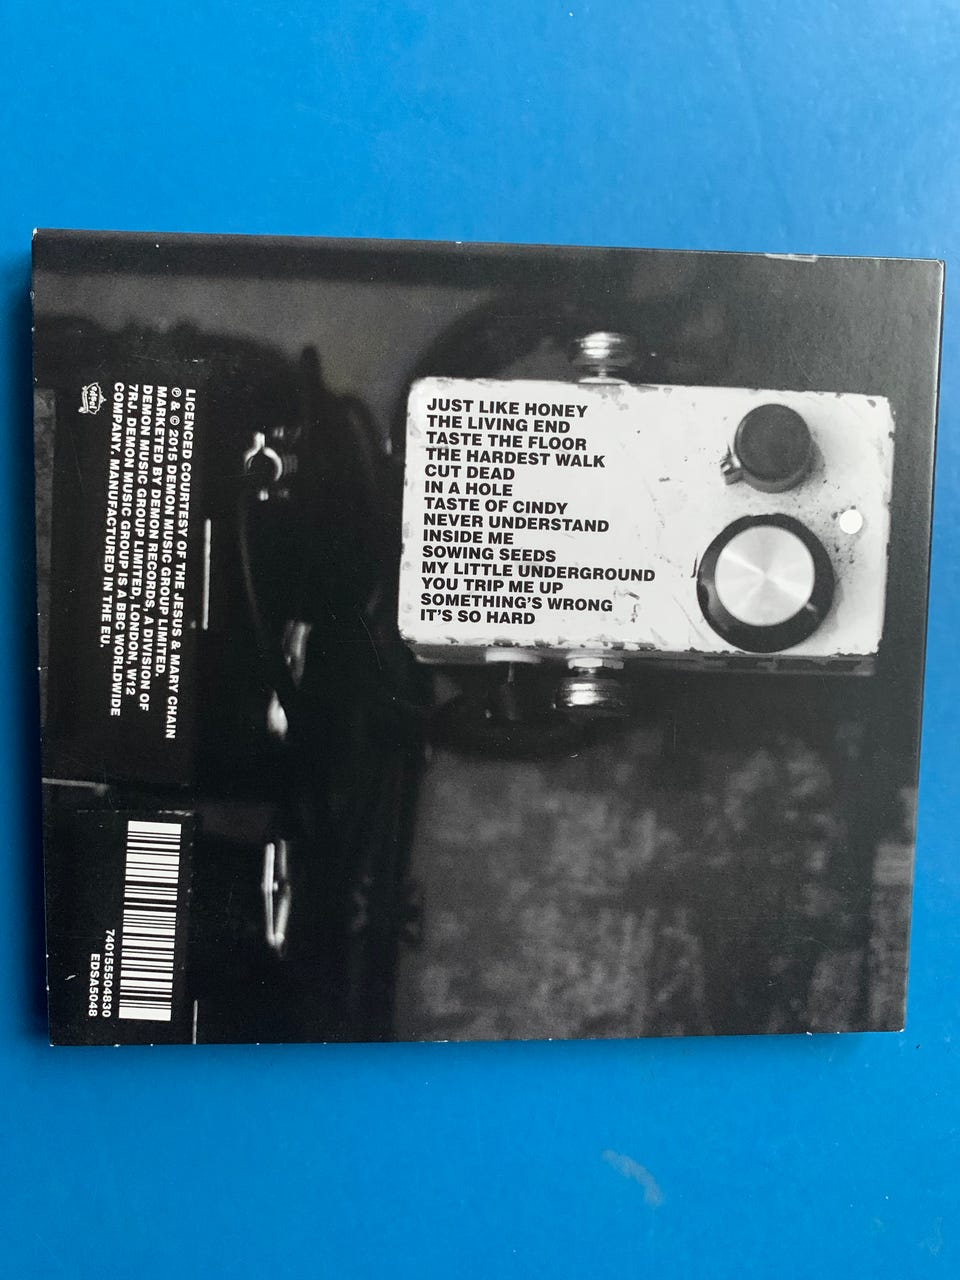 JUST LIKE HONEY
THE LIVING END
TASTE THE FLOOR
THE HARDEST WALK
CUT DEAD
IN A HOLE
TASTE OF CINDY
NEVER UNDERSTAND
INSIDE ME
SOWING SEEDS
MY LITTLE UNDERGROUND
YOU TRIP ME UP
SOMETHING'S WRONG
IT'S SO HARD
LICENCED COURTESY OF THE JESUS & MARY CHAIN
℗ & © 2015 DEMON MUSIC GROUP LIMITED.
MARKETED BY DEMON RECORDS, A DIVISION OF
DEMON MUSIC GROUP LIMITED, LONDON, W12
7RJ. DEMON MUSIC GROUP IS A BBC WORLDWIDE
COMPANY. MANUFACTURED IN THE EU.
740155504830
EDSA5048